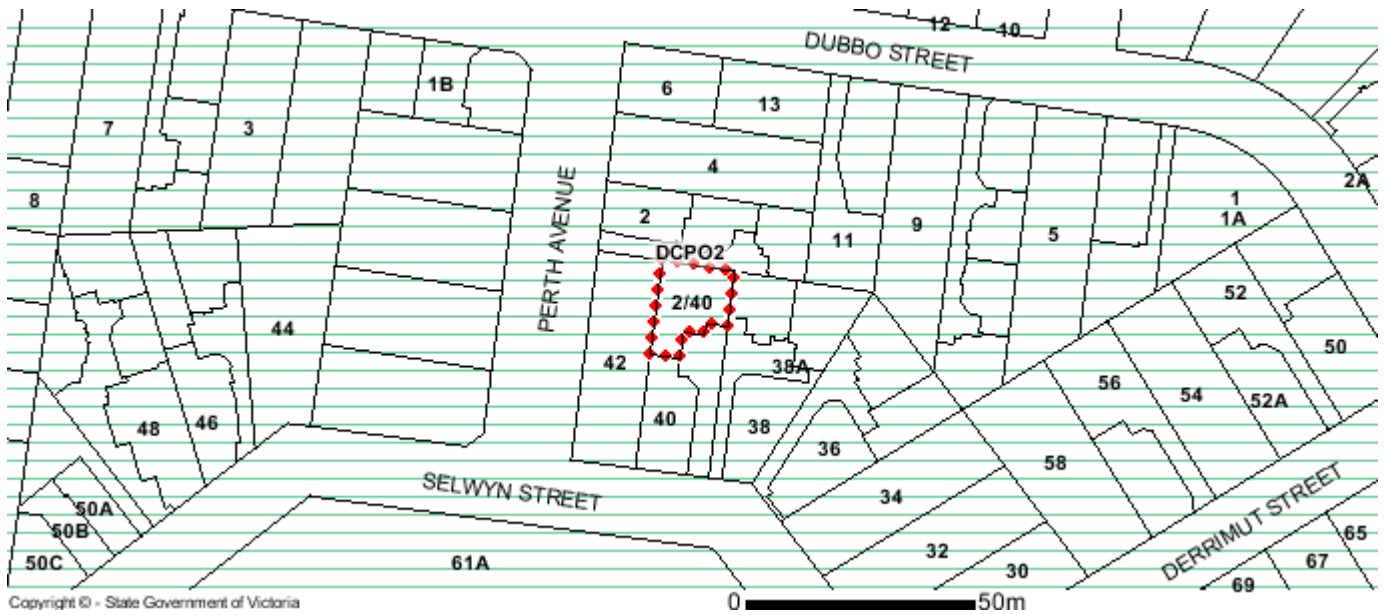 12
10
DUBBO STREET
1B
6
13
7
3
4
2A
8
PERTH AVENUE
2
1
1A
9
11
5
DCPO2
2/40
52
44
42
38A
50
56
54
52A
40
38
36
48
46
58
SELWYN STREET
34
50A
50B
50C
61A
32
30
DERRIMUT STREET
65
67
69
Copyright © - State Government of Victoria
0
50m